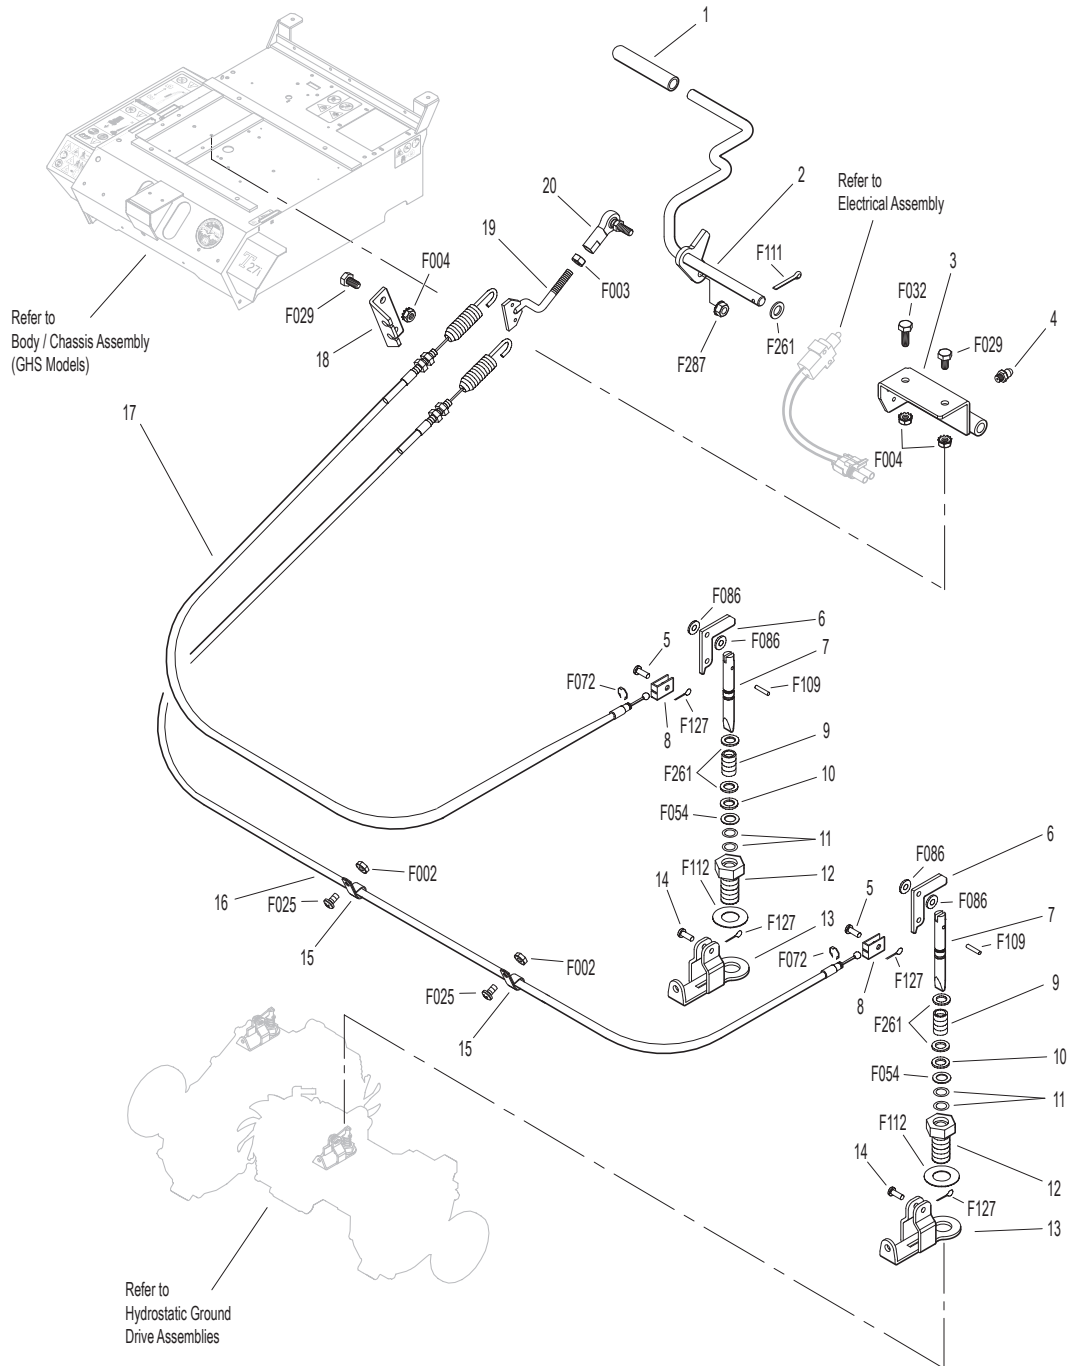 1
20
2
Refer to
Electrical Assembly
19
F111
3
F004
F003
F032
4
Refer to
Body / Chassis Assembly
(GHS Models)
F029
18
F287
F261
F029
17
F004
F086
6
5
F086
7
F072
F109
8
F127
9
F261
10
F054
11
6
F002
F086
16
F025
14
F112
12
5
F086
7
15
F127
13
F109
F072
F002
8
F127
9
F025
F261
15
10
F054
11
F112
14
12
F127
13
Refer to
Hydrostatic Ground
Drive Assemblies